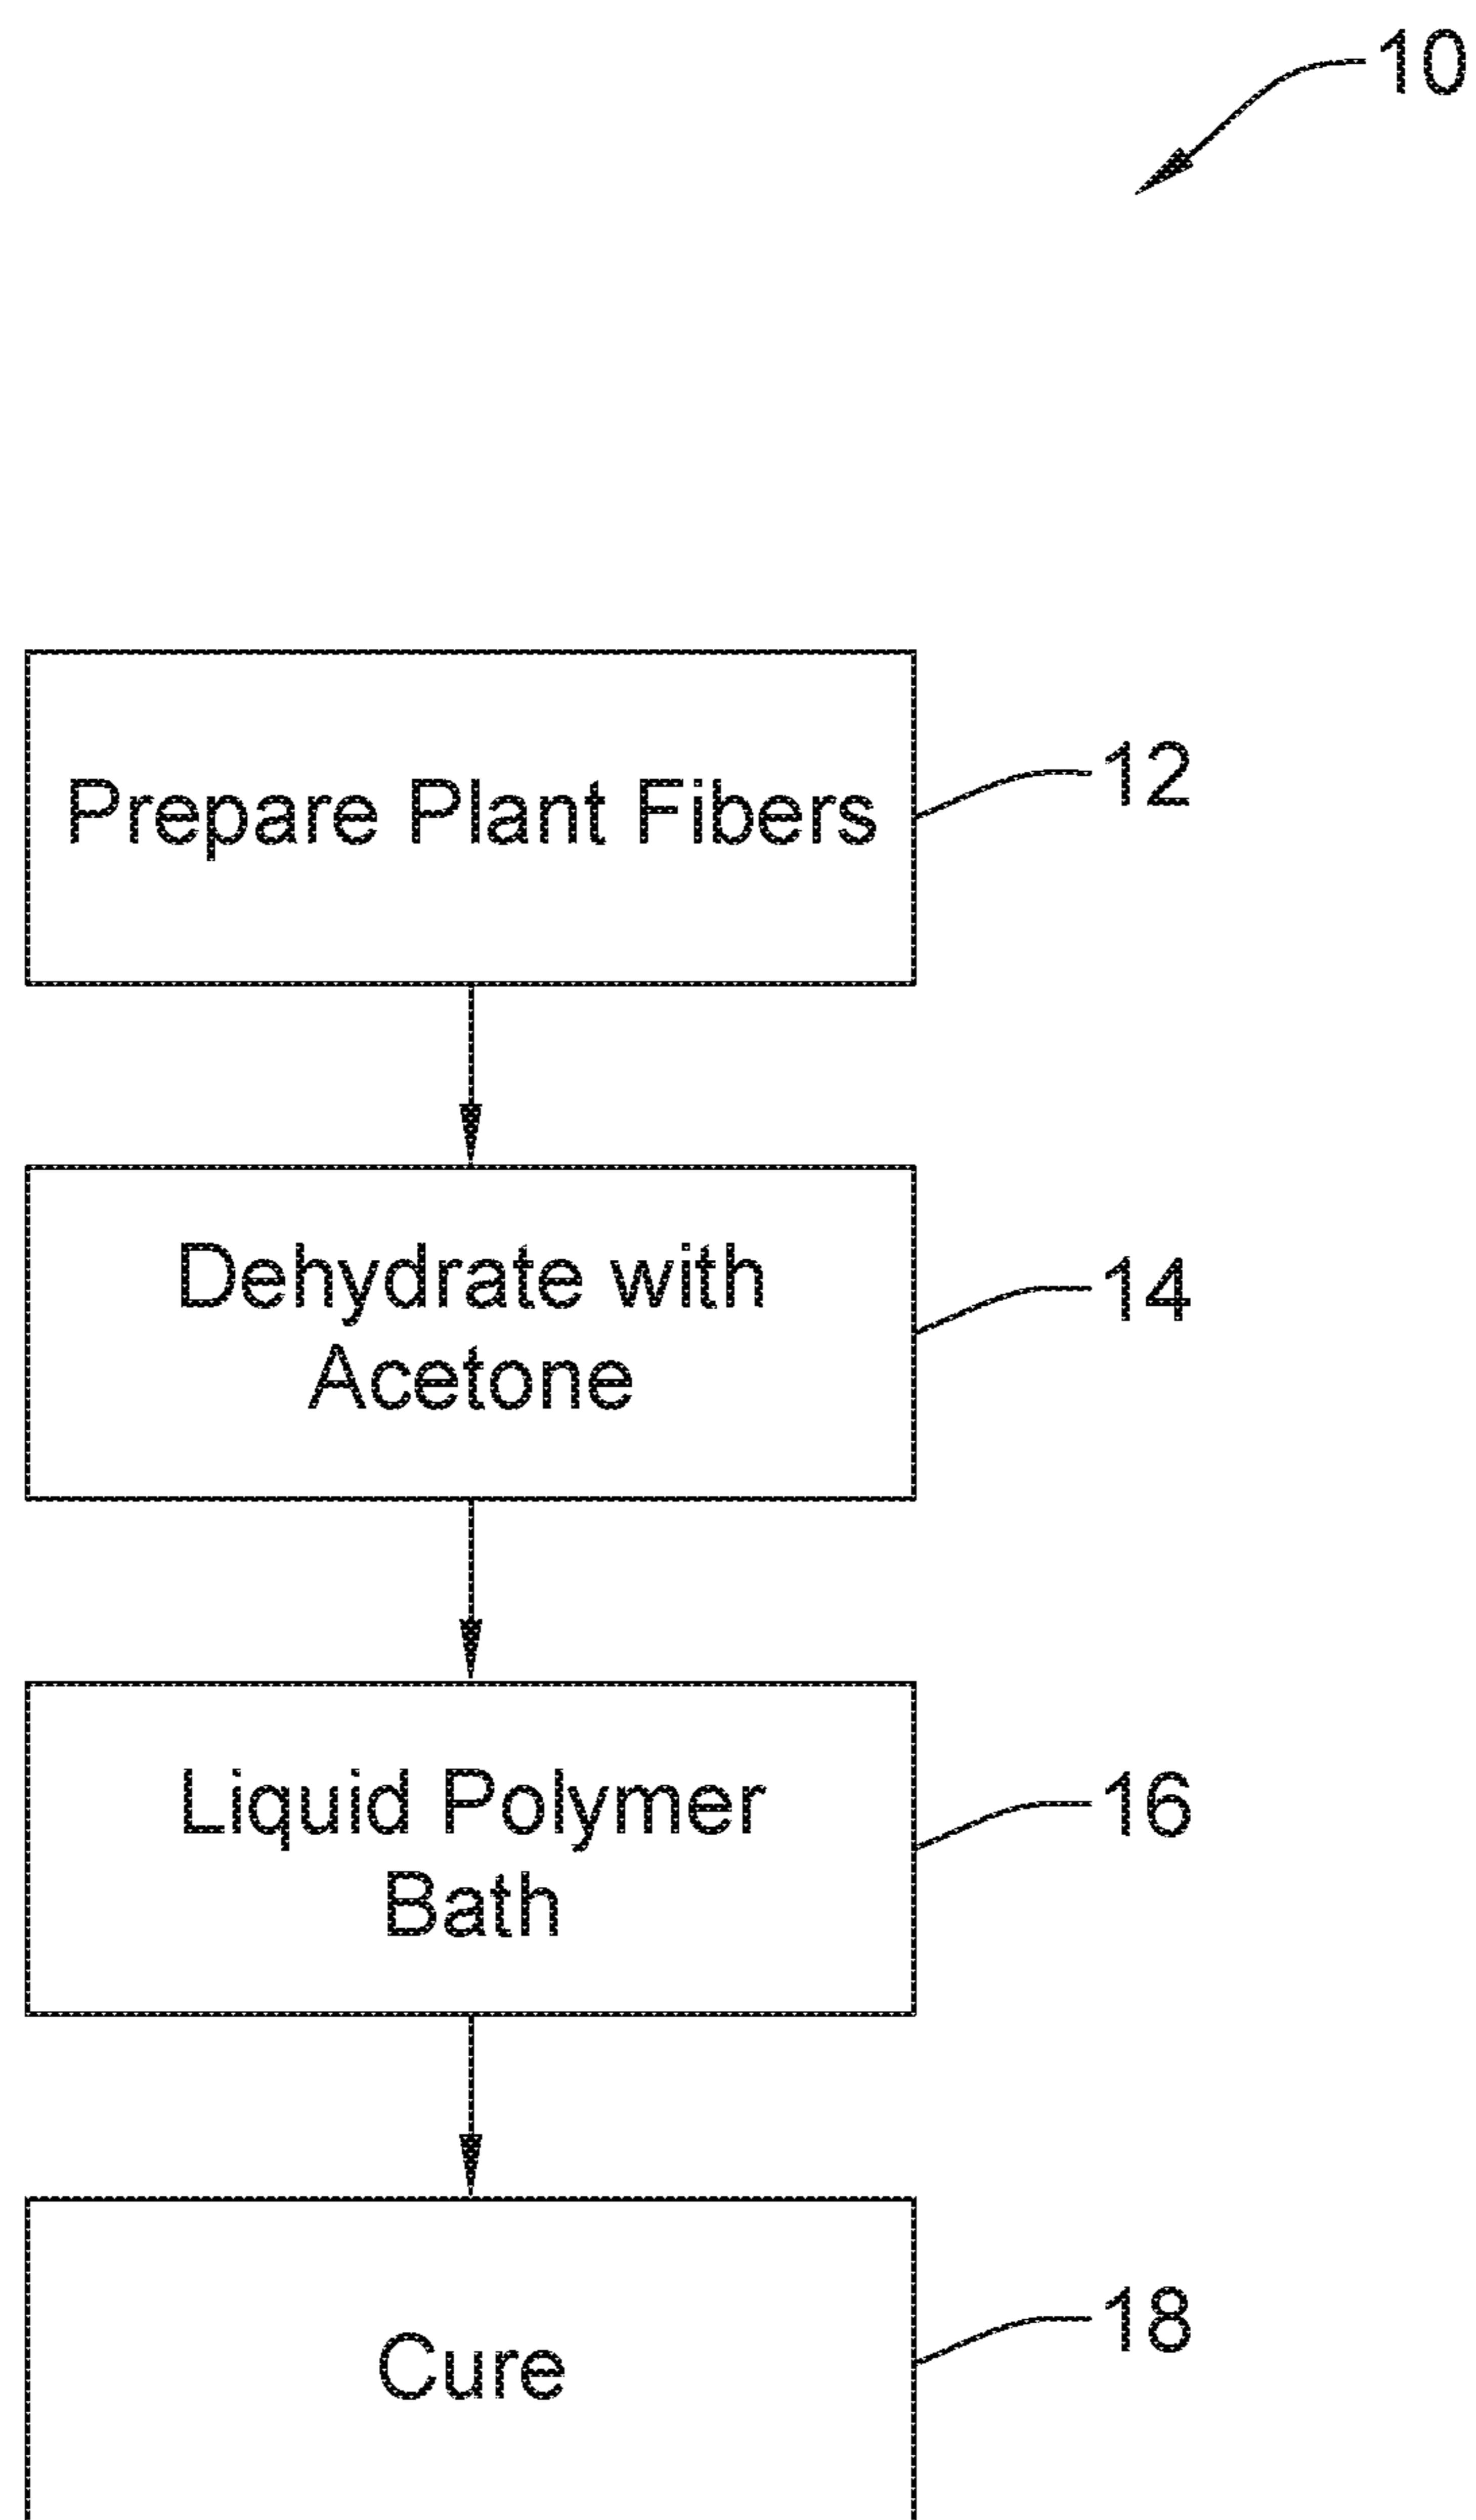 10
Prepare Plant Fibers
12
Dehydrate with
Acetone
14
Liquid Polymer
Bath
16
Cure
18